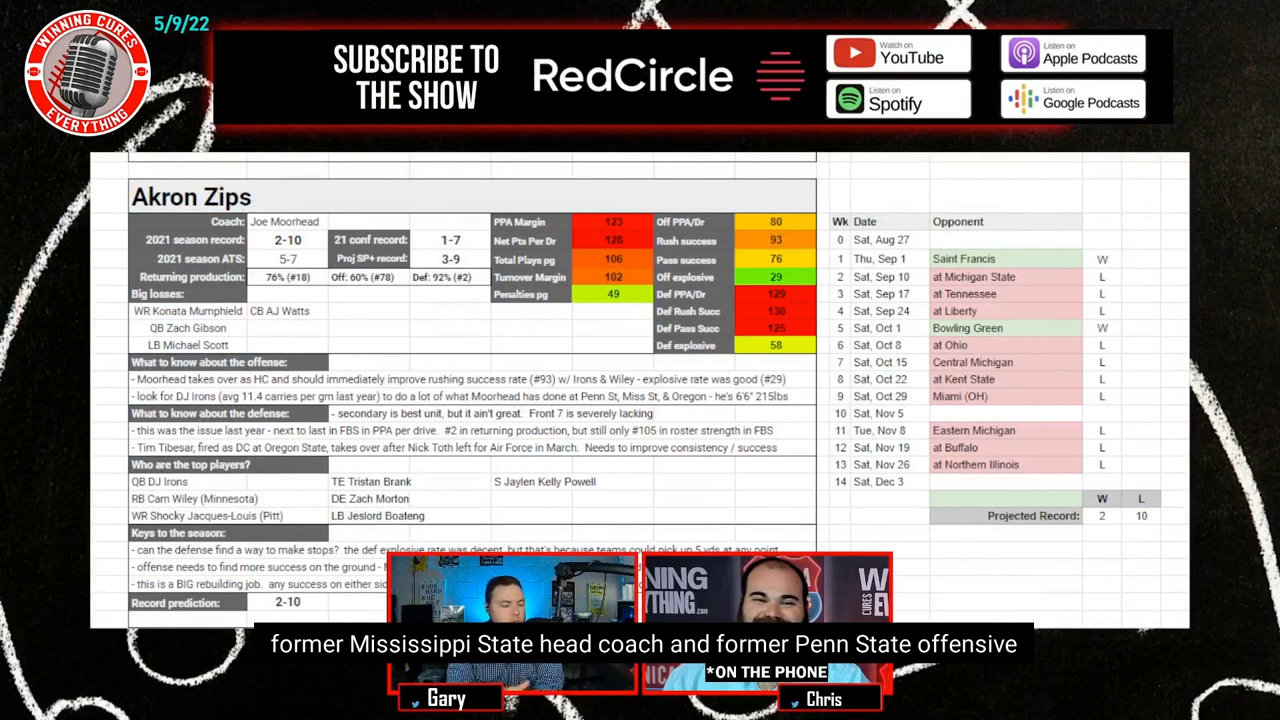 5/9/22
WINNING CURES
EVERYTHING
SUBSCRIBE TO
THE SHOW
RedCircle
Watch on
YouTube
Listen on
Apple Podcasts
Listen on
Spotify
Listen on
Google Podcasts
Akron Zips
Coach: Joe Moorhead
2021 season record: 2-10 21 conf record: 1-7
2021 season ATS: 5-7 Proj SP+ record: 3-9
Returning production: 76% (#18) Off: 60% (#78) Def: 92% (#2)
Big losses:
WR Konata Mumphield CB AJ Watts
QB Zach Gibson
LB Michael Scott
PPA Margin 123 Off PPA/Dr 80
Net Pts Per Dr 128 Rush success 93
Total Plays pg 106 Pass success 76
Turnover Margin 102 Off explosive 29
Penalties pg 49 Def PPA/Dr 129
Def Rush Succ 130
Def Pass Succ 125
Def explosive 58
What to know about the offense:
- Moorhead takes over as HC and should immediately improve rushing success rate (#93) w/ Irons & Wiley - explosive rate was good (#29)
- look for DJ Irons (avg 11.4 carries per gm last year) to do a lot of what Moorhead has done at Penn St, Miss St, & Oregon - he's 6'6" 215lbs
What to know about the defense: - secondary is best unit, but it ain't great. Front 7 is severely lacking
- this was the issue last year - next to last in FBS in PPA per drive. #2 in returning production, but still only #105 in roster strength in FBS
- Tim Tibesar, fired as DC at Oregon State, takes over after Nick Toth left for Air Force in March. Needs to improve consistency / success
Who are the top players?
QB DJ Irons TE Tristan Brank S Jaylen Kelly Powell
RB Cam Wiley (Minnesota) DE Zach Morton
WR Shocky Jacques-Louis (Pitt) LB Jeslord Boateng
Keys to the season:
- can the defense find a way to make stops? the def explosive rate was decent, but that's because teams could pick up 5 yds at any point
- offense needs to find more success on the ground -
- this is a BIG rebuilding job. any success on either
Record prediction: 2-10
Wk Date Opponent
0 Sat, Aug 27
1 Thu, Sep 1 Saint Francis W
2 Sat, Sep 10 at Michigan State L
3 Sat, Sep 17 at Tennessee L
4 Sat, Sep 24 at Liberty L
5 Sat, Oct 1 Bowling Green W
6 Sat, Oct 8 at Ohio L
7 Sat, Oct 15 Central Michigan L
8 Sat, Oct 22 at Kent State L
9 Sat, Oct 29 Miami (OH) L
10 Sat, Nov 5
11 Tue, Nov 8 Eastern Michigan L
12 Sat, Nov 19 at Buffalo L
13 Sat, Nov 26 at Northern Illinois L
14 Sat, Dec 3
W L
Projected Record: 2 10
former Mississippi State head coach and former Penn State offensive
*ON THE PHONE
Gary
Chris